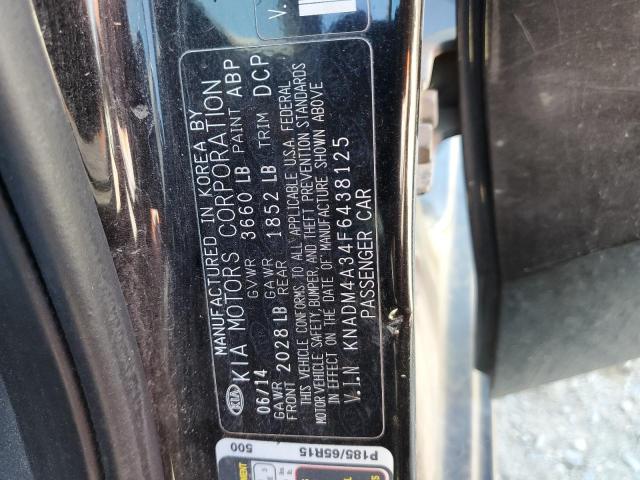 MANUFACTURED IN KOREA BY
KIA KIA MOTORS CORPORATION
06/14 GVWR 3660 LB PAINT ABP
GAWR FRONT 2028 LB GAWR REAR 1852 LB TRIM DCP
THIS VEHICLE CONFORMS TO ALL APPLICABLE U.S.A. FEDERAL
MOTOR VEHICLE SAFETY, BUMPER, AND THEFT PREVENTION STANDARDS
IN EFFECT ON THE DATE OF MANUFACTURE SHOWN ABOVE
V.I.N KNADM4A34F6438125
PASSENGER CAR
V.
P185/65R15
500